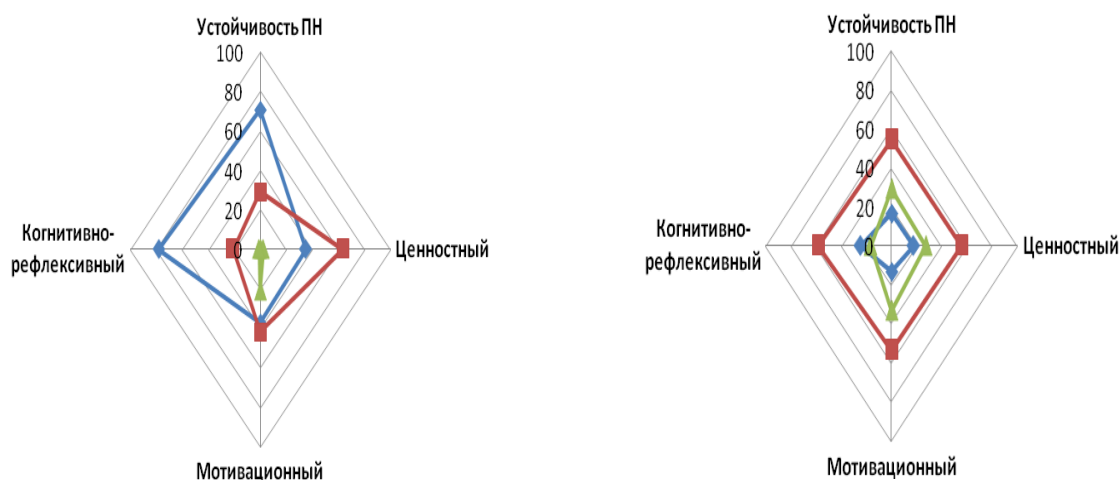 Устойчивость ПН
100
80
60
40
20
0
Когнитивно-
рефлексивный
Ценностный
Мотивационный
Устойчивость ПН
100
80
60
40
20
0
Когнитивно-
рефлексивный
Ценностный
Мотивационный